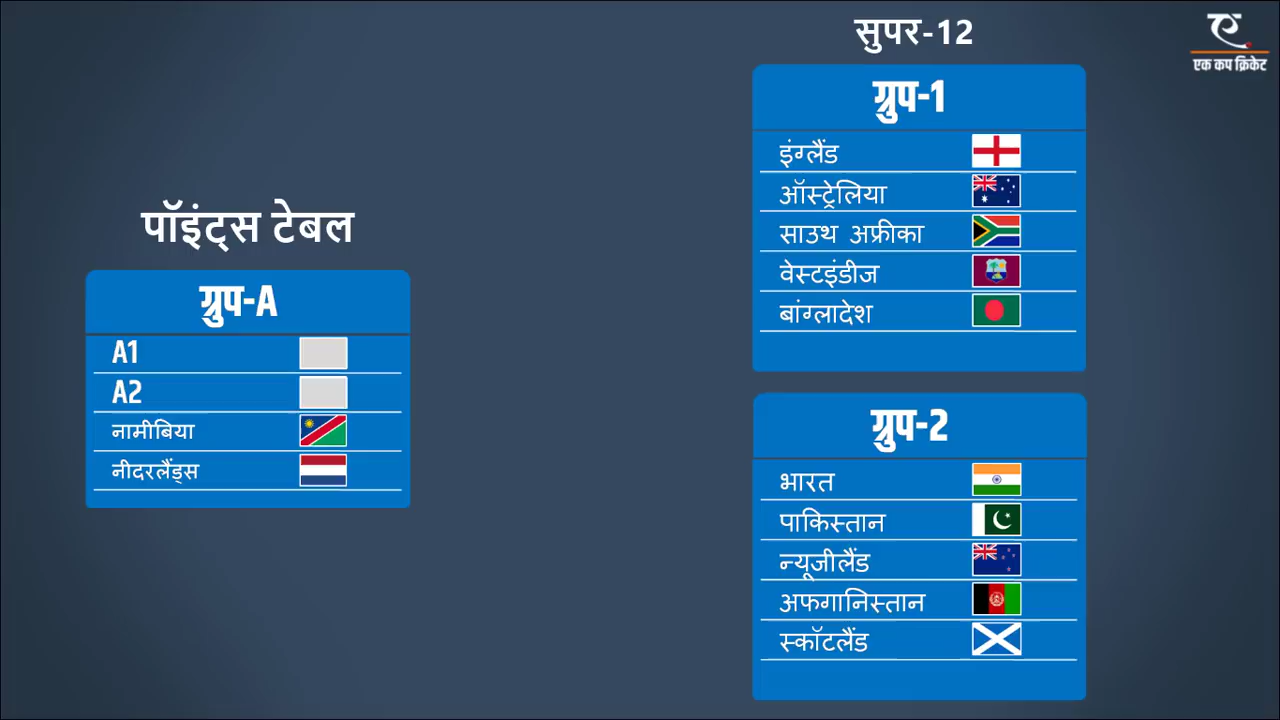 सुपर-12
ए
एक कप क्रिकेट
ग्रुप-1
इंग्लैंड
ऑस्ट्रेलिया
साउथ अफ्रीका
वेस्टइंडीज
बांग्लादेश
पॉइंट्स टेबल
ग्रुप-A
A1
A2
नामीबिया
नीदरलैंड्स
ग्रुप-2
भारत
पाकिस्तान
न्यूजीलैंड
अफगानिस्तान
स्कॉटलैंड